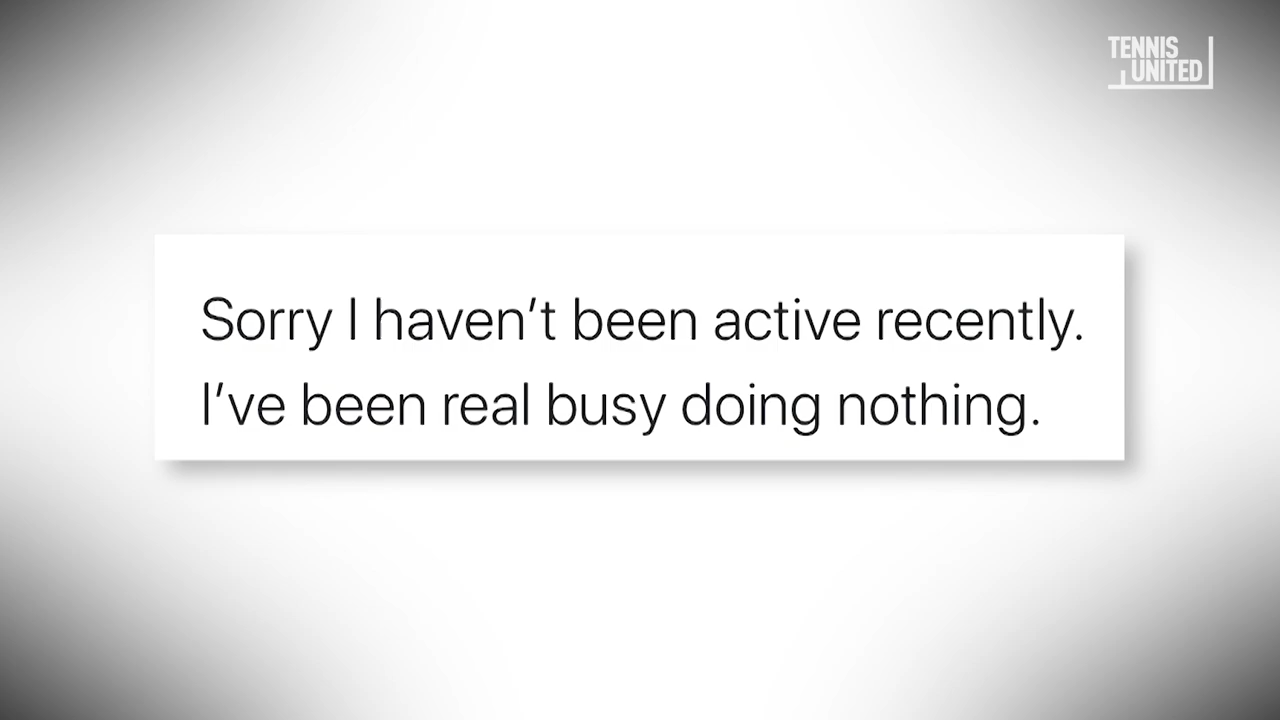 TENNIS
UNITED
Sorry I haven’t been active recently.
I’ve been real busy doing nothing.